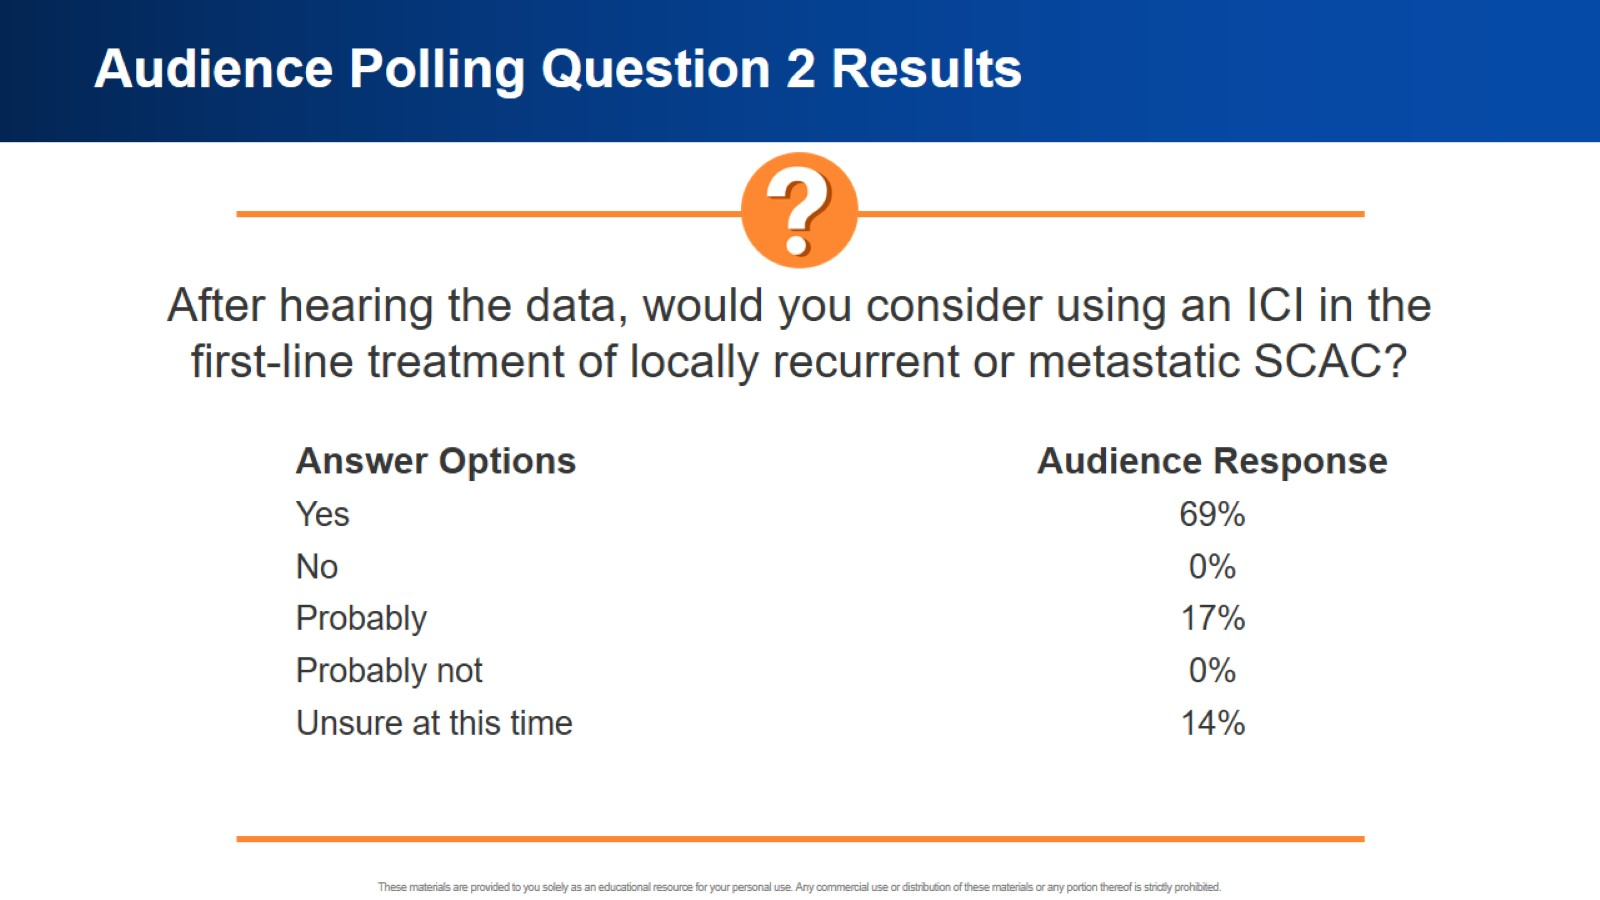 Audience Polling Question 2 Results
?
After hearing the data, would you consider using an ICI in the
first-line treatment of locally recurrent or metastatic SCAC?
Answer Options Audience Response
Yes 69%
No 0%
Probably 17%
Probably not 0%
Unsure at this time 14%
These materials are provided to you solely as an educational resource for your personal use. Any commercial use or distribution of these materials or any portion thereof is strictly prohibited.